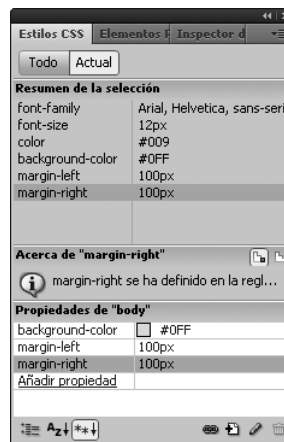 Estilos CSS Elementos F Inspector d
Todo Actual
Resumen de la selección
font-family Arial, Helvetica, sans-seri
font-size 12px
color #009
background-color #0FF
margin-left 100px
margin-right 100px
Acerca de "margin-right"
margin-right se ha definido en la regl...
Propiedades de "body"
background-color #0FF
margin-left 100px
margin-right 100px
Añadir propiedad